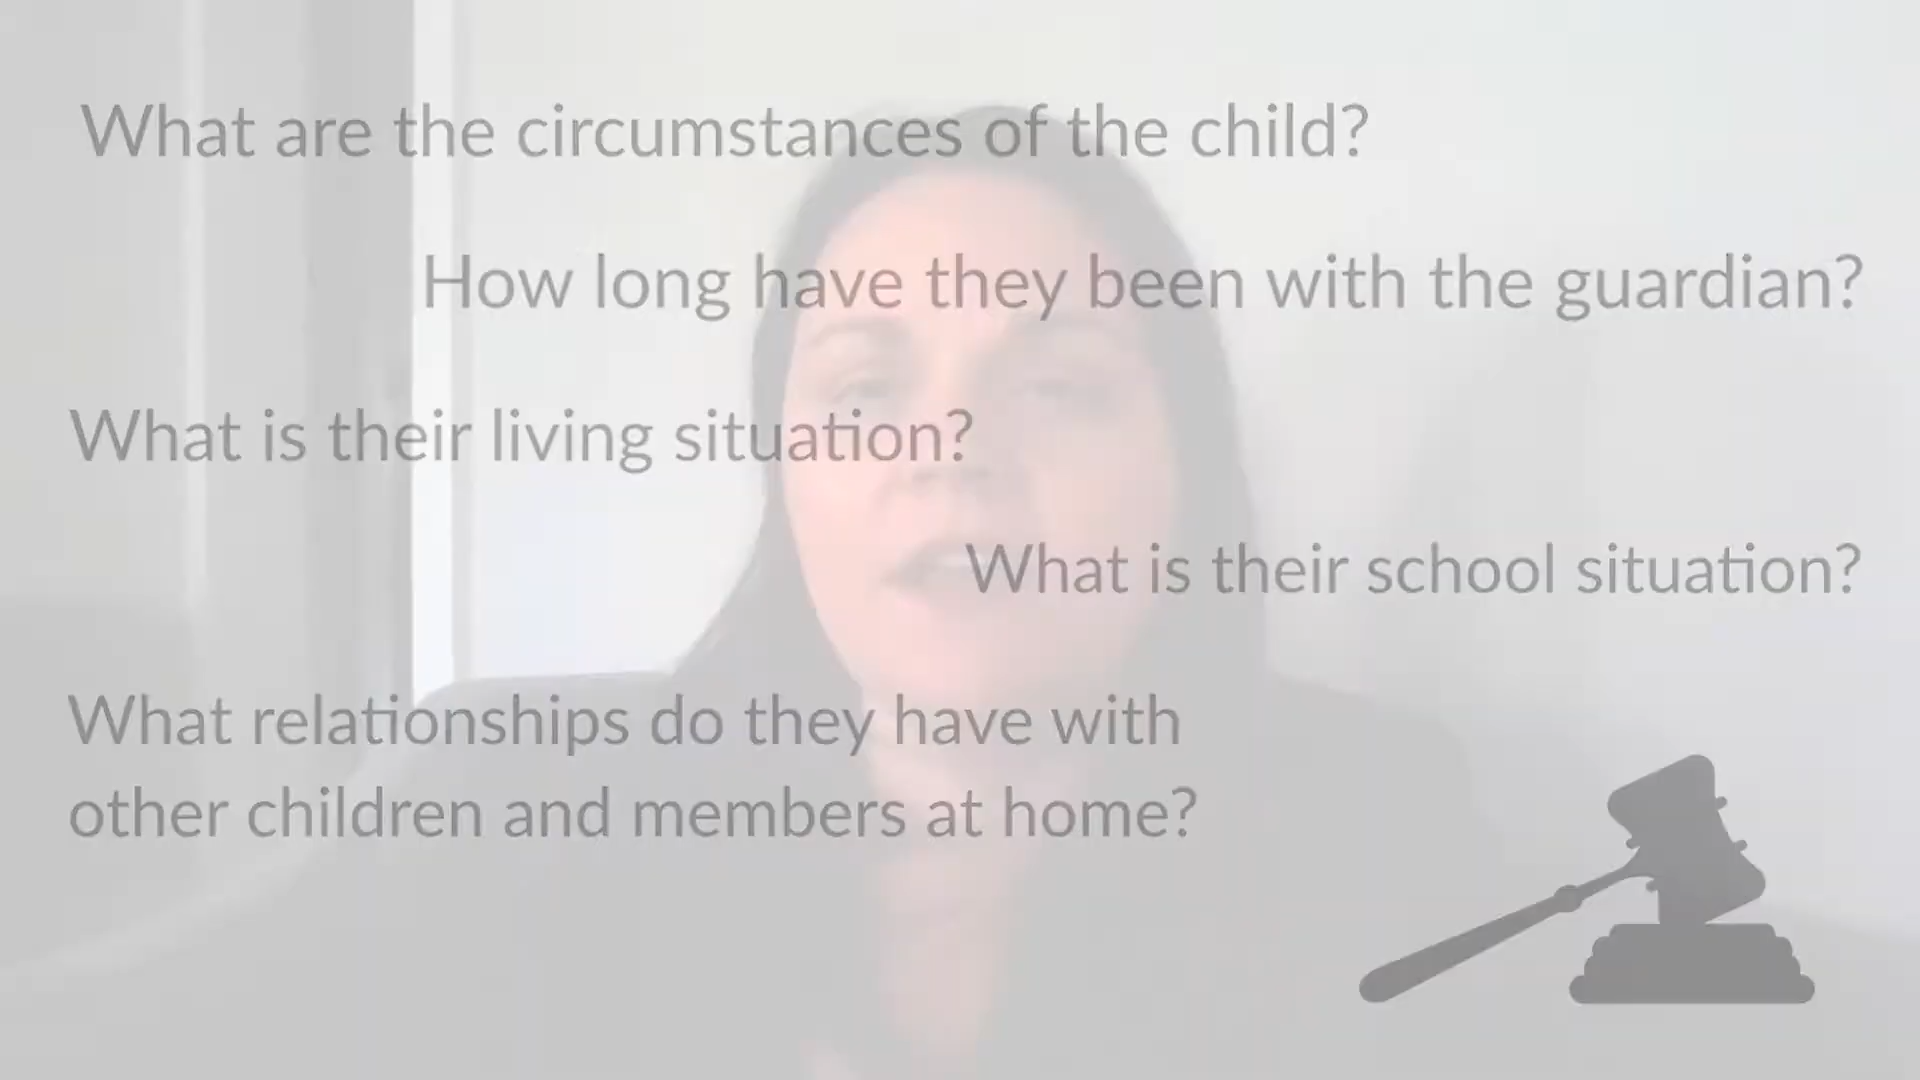 What are the circumstances of the child?
How long have they been with the guardian?
What is their living situation?
What is their school situation?
What relationships do they have with
other children and members at home?